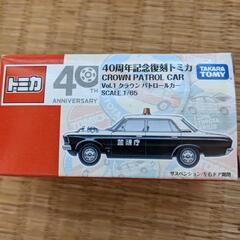 トミカ
40TH
ANNIVERSARY
40周年記念復刻トミカ
CROWN PATROL CAR
Vol.1 クラウン パトロールカー
SCALE 1/65
TAKARA
TOMY
警視庁
サスペンション/左右ドア開閉